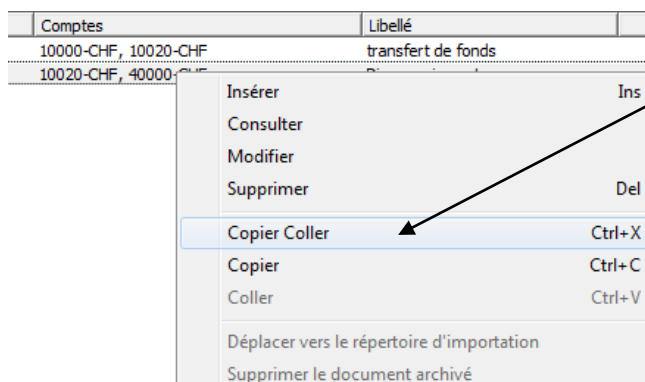 Comptes Libellé
10000-CHF, 10020-CHF transfert de fonds
10020-CHF, 40000-CHF
Insérer Ins
Consulter
Modifier
Supprimer Del
Copier Coller Ctrl+X
Copier Ctrl+C
Coller Ctrl+V
Déplacer vers le répertoire d'importation
Supprimer le document archivé